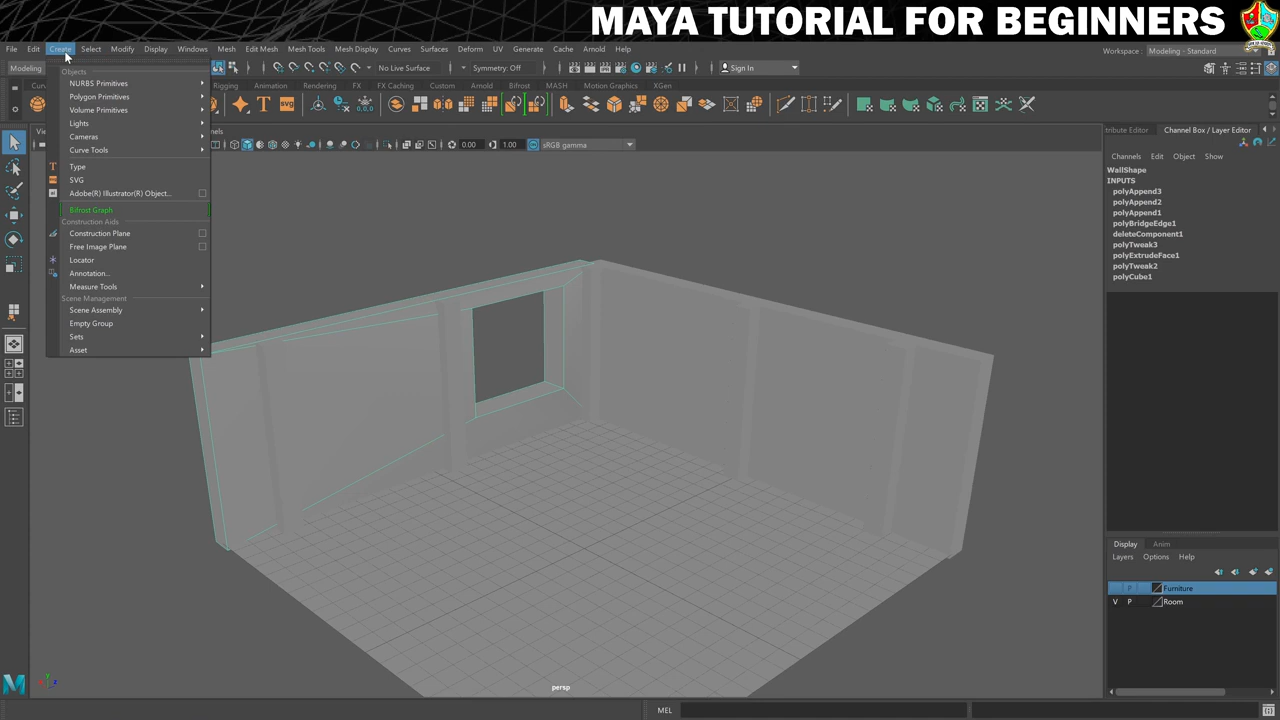 MAYA TUTORIAL FOR BEGINNERS
File Edit Create Select Modify Display Windows Mesh Edit Mesh Mesh Tools Mesh Display Curves Surfaces Deform UV Generate Cache Arnold Help
Workspace : Modeling - Standard
Modeling No Live Surface Symmetry: Off Sign In
Rigging Animation Rendering FX FX Caching Custom Arnold Bifrost MASH Motion Graphics XGen
Objects
NURBS Primitives
Polygon Primitives
Volume Primitives
Lights
Cameras
Curve Tools
Type
SVG
Adobe(R) Illustrator(R) Object...
Bifrost Graph
Construction Aids
Construction Plane
Free Image Plane
Locator
Annotation...
Measure Tools
Scene Management
Scene Assembly
Empty Group
Sets
Asset
0.00 1.00 sRGB gamma
persp
Channel Box / Layer Editor
Channels Edit Object Show
WallShape
INPUTS
polyAppend3
polyAppend2
polyAppend1
polyBridgeEdge1
deleteComponent1
polyTweak3
polyExtrudeFace1
polyTweak2
polyCube1
Display Anim
Layers Options Help
P Furniture
V P Room
MEL